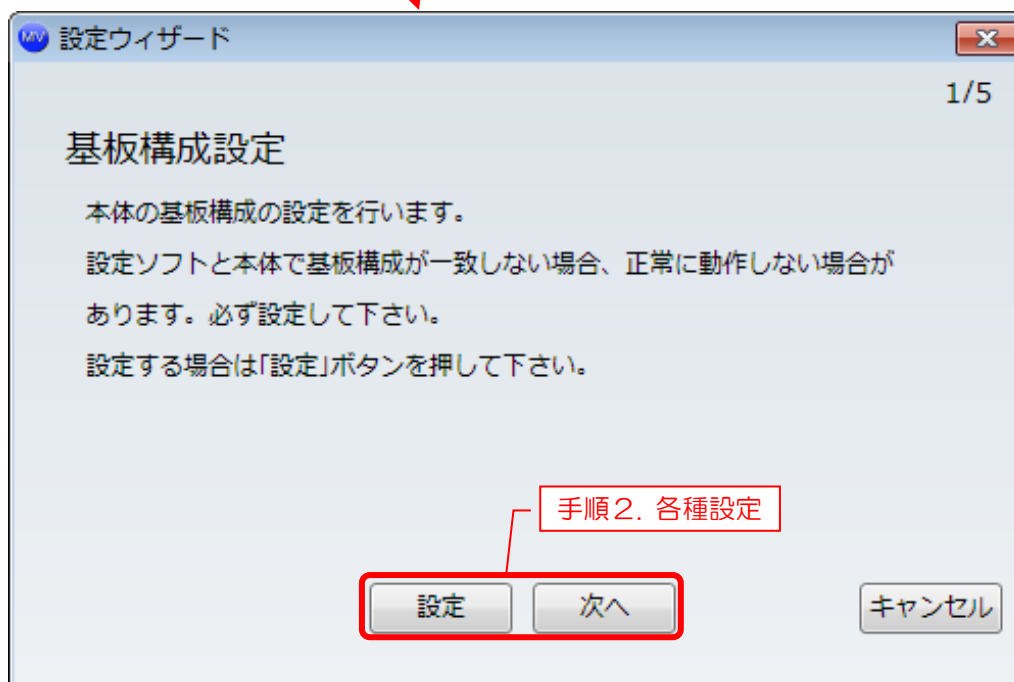 MV 設定ウィザード
1/5
基板構成設定
本体の基板構成の設定を行います。
設定ソフトと本体で基板構成が一致しない場合、正常に動作しない場合が
あります。必ず設定して下さい。
設定する場合は「設定」ボタンを押して下さい。
手順２．各種設定
設定 次へ キャンセル